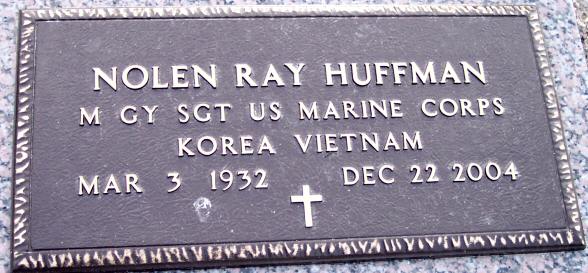 NOLEN RAY HUFFMAN
M GY SGT US MARINE CORPS
KOREA VIETNAM
MAR 3 1932 DEC 22 2004